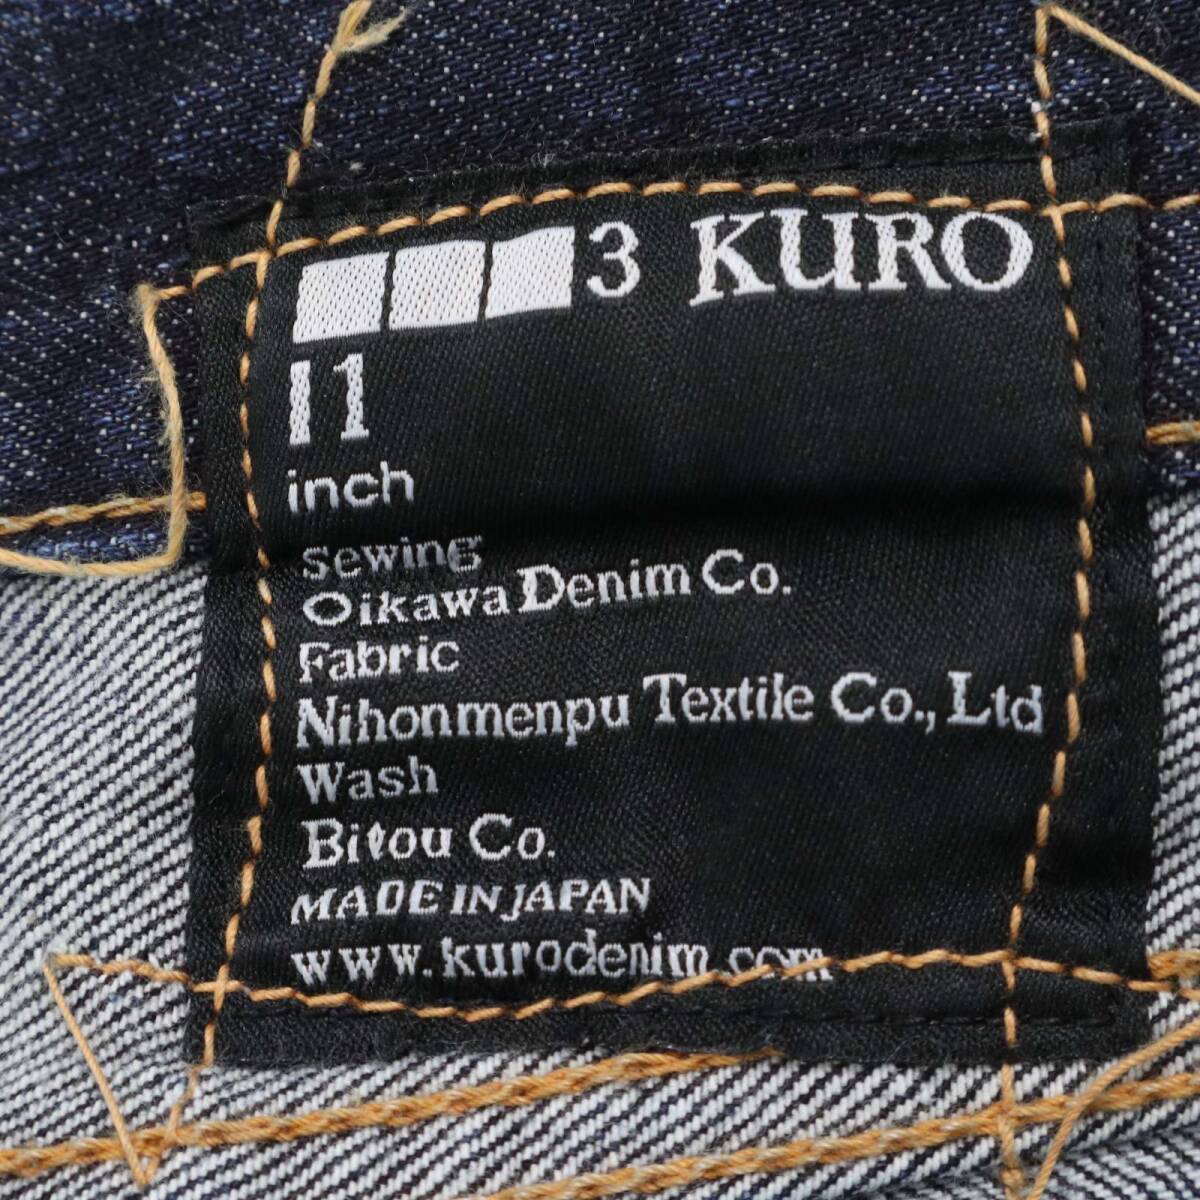 3 KURO
11
inch
Sewing
Oikawa Denim Co.
Fabric
Nihonmenpu Textile Co., Ltd
Wash
Bitou Co.
MADE IN JAPAN
www.kurodenim.com